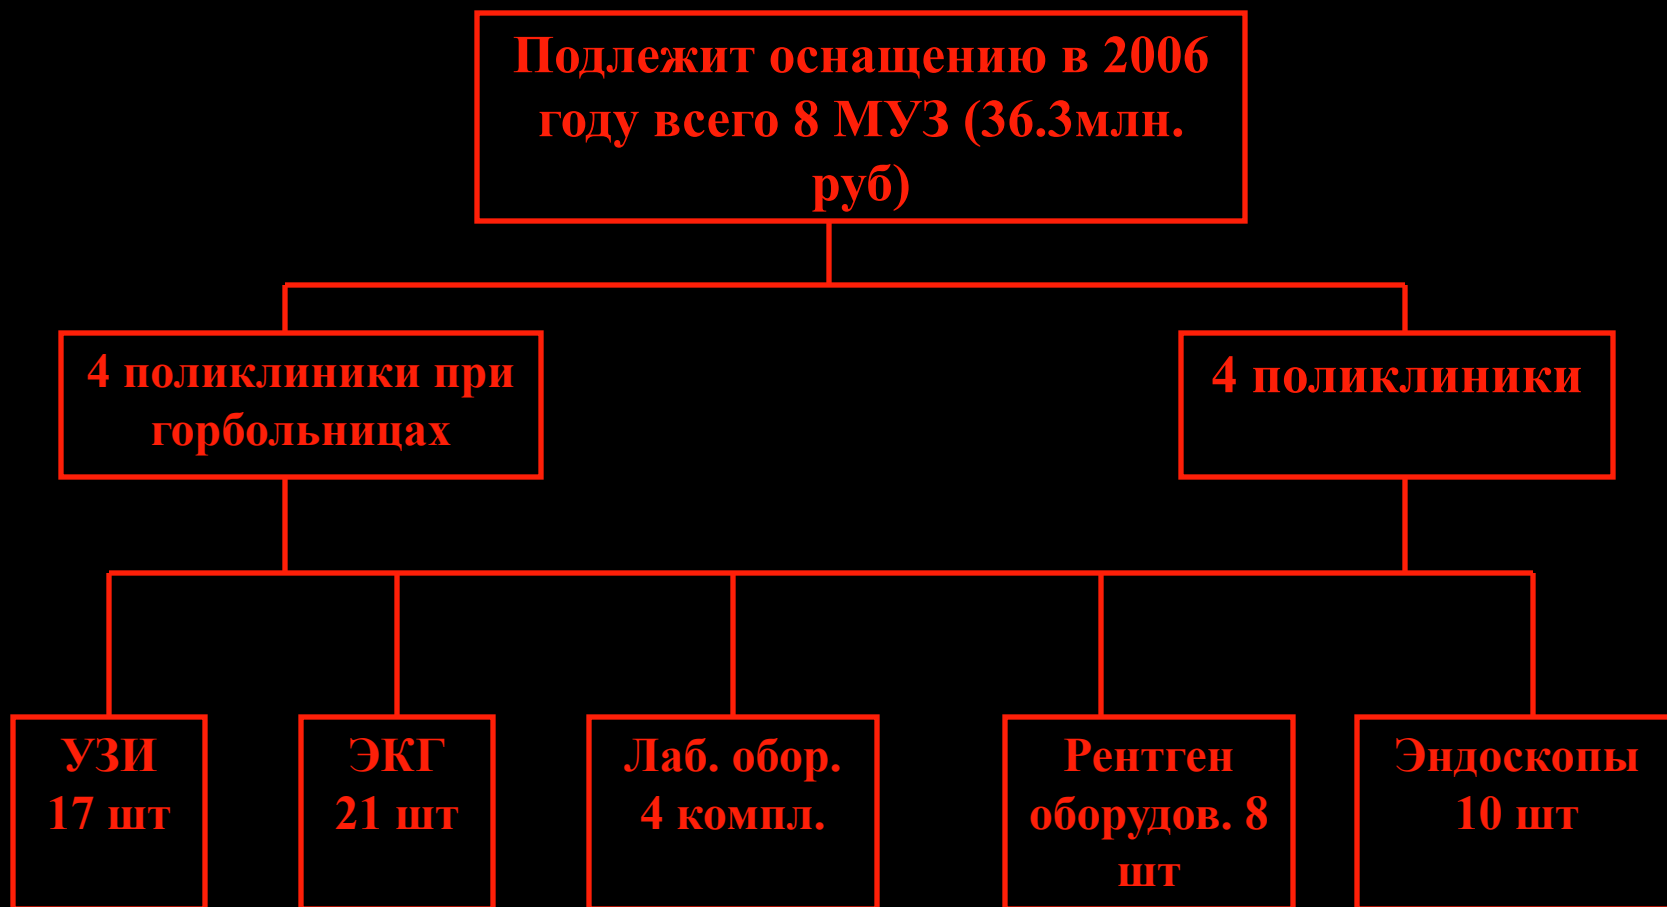 Подлежит оснащению в 2006
году всего 8 МУЗ (36.3млн.
руб)
4 поликлиники при
горбольницах
4 поликлиники
УЗИ
17 шт
ЭКГ
21 шт
Лаб. обор.
4 компл.
Рентген
оборудов. 8
шт
Эндоскопы
10 шт